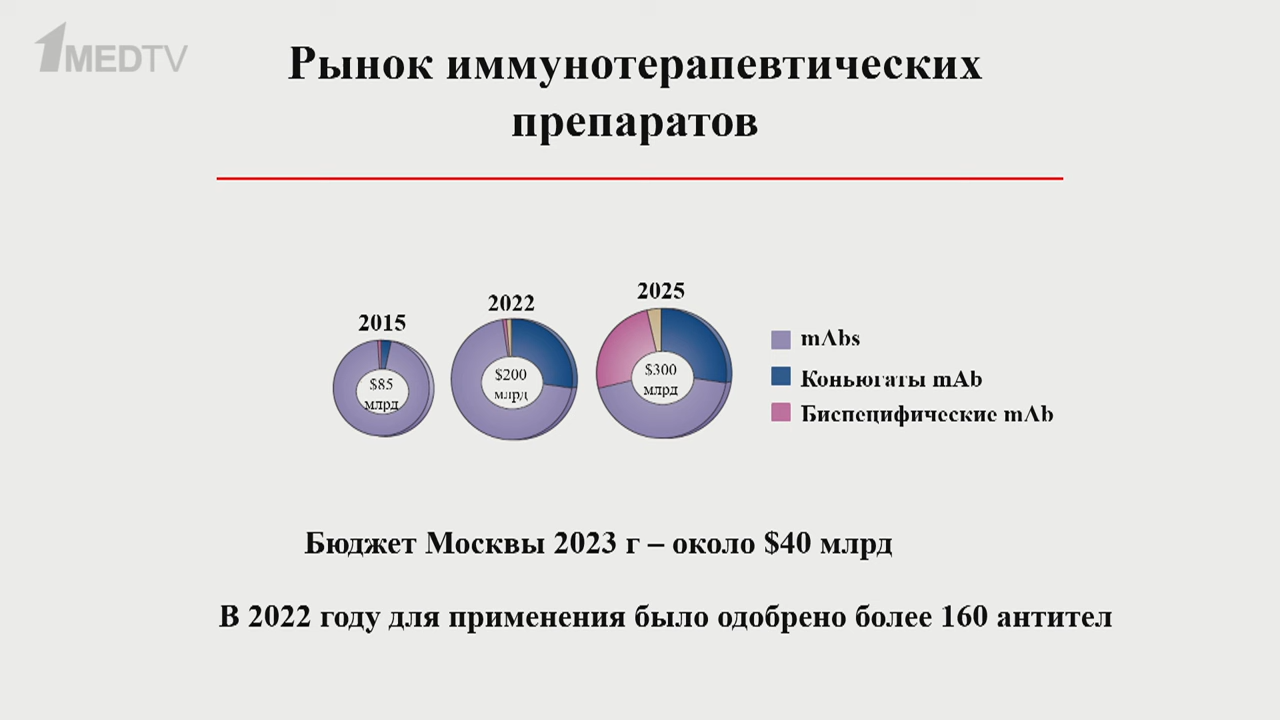 1MEDTV
Рынок иммунотерапевтических
препаратов
2015
2022
2025
$85
млрд
$200
млрд
$300
млрд
mAbs
Коньюгаты mAb
Биспецифические mAb
Бюджет Москвы 2023 г – около $40 млрд
В 2022 году для применения было одобрено более 160 антител